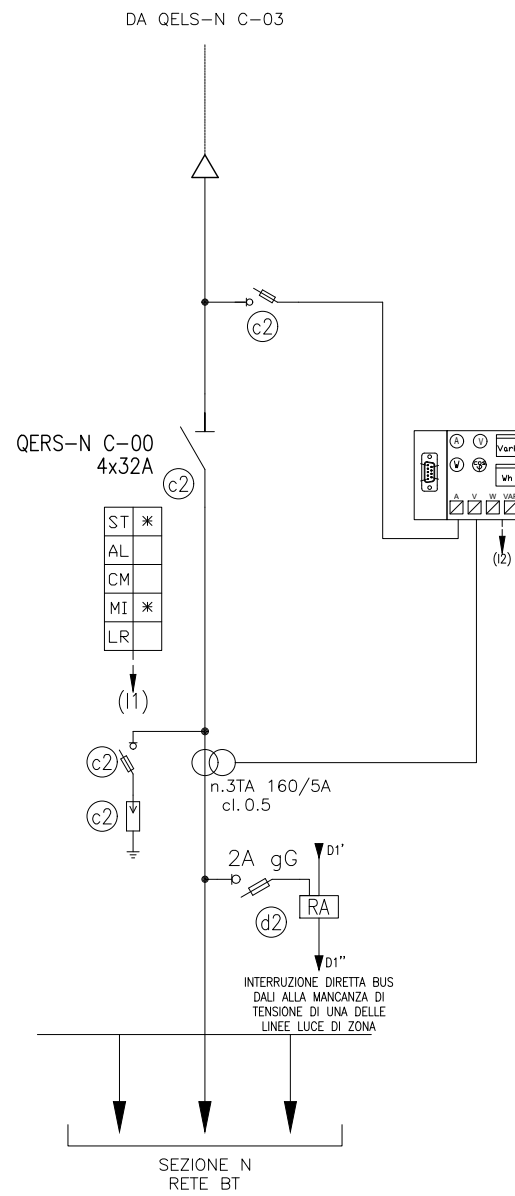 DA QELS-N C-03
c2
QERS-N C-00
4x32A
c2
A V Varh
W Wh
A V W VAR
(I2)
ST *
AL
CM
MI *
LR
(I1)
c2
n.3TA 160/5A
cl.0.5
c2
2A gG
D1'
RA
d2
D1"
INTERRUZIONE DIRETTA BUS
DALI ALLA MANCANZA DI
TENSIONE DI UNA DELLE
LINEE LUCE DI ZONA
SEZIONE N
RETE BT